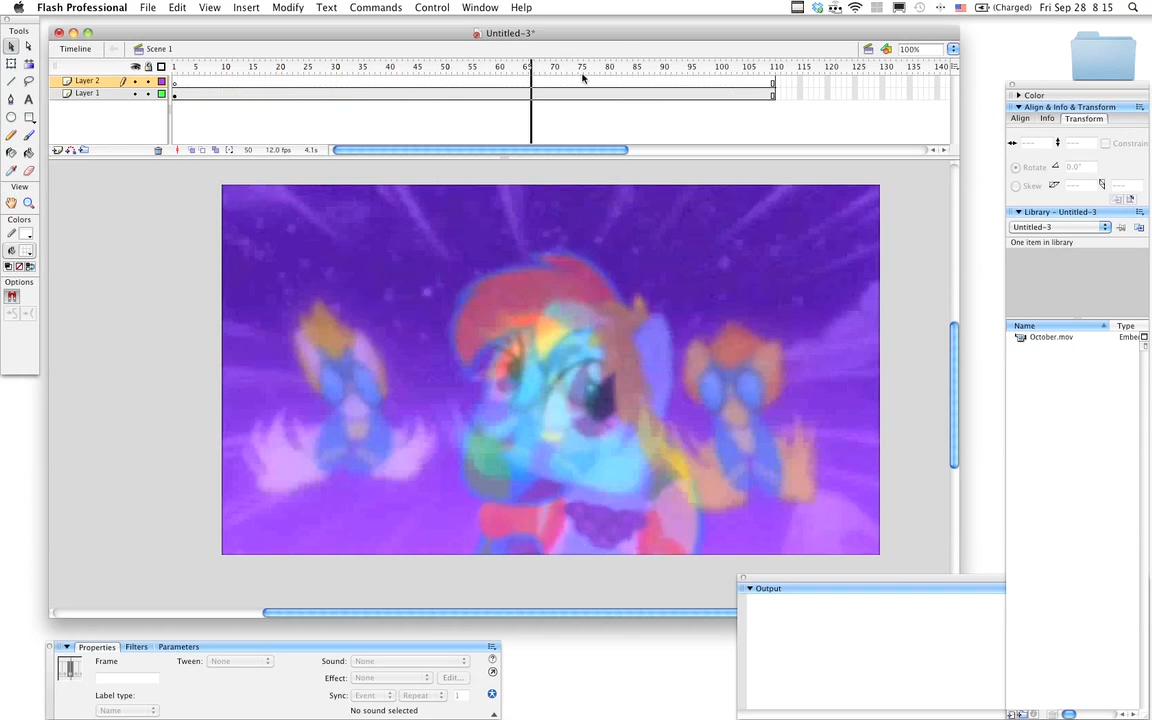 Flash Professional File Edit View Insert Modify Text Commands Control Window Help (Charged) Fri Sep 28 8 15
Tools
Untitled-3*
Timeline Scene 1 100%
1 5 10 15 20 25 30 35 40 45 50 55 60 65 70 75 80 85 90 95 100 105 110 115 120 125 130 135 140
Layer 2
Layer 1
50 12.0 fps 4.1s
View
Colors
Options
Color
Align & Info & Transform
Align Info Transform
Constrain
Rotate 0.0°
Skew
Library - Untitled-3
Untitled-3
One item in library
Name Type
October.mov Embe
Output
Properties Filters Parameters
Frame Tween: None Sound: None
Effect: None Edit...
Label type: Sync: Event Repeat 1
Name No sound selected